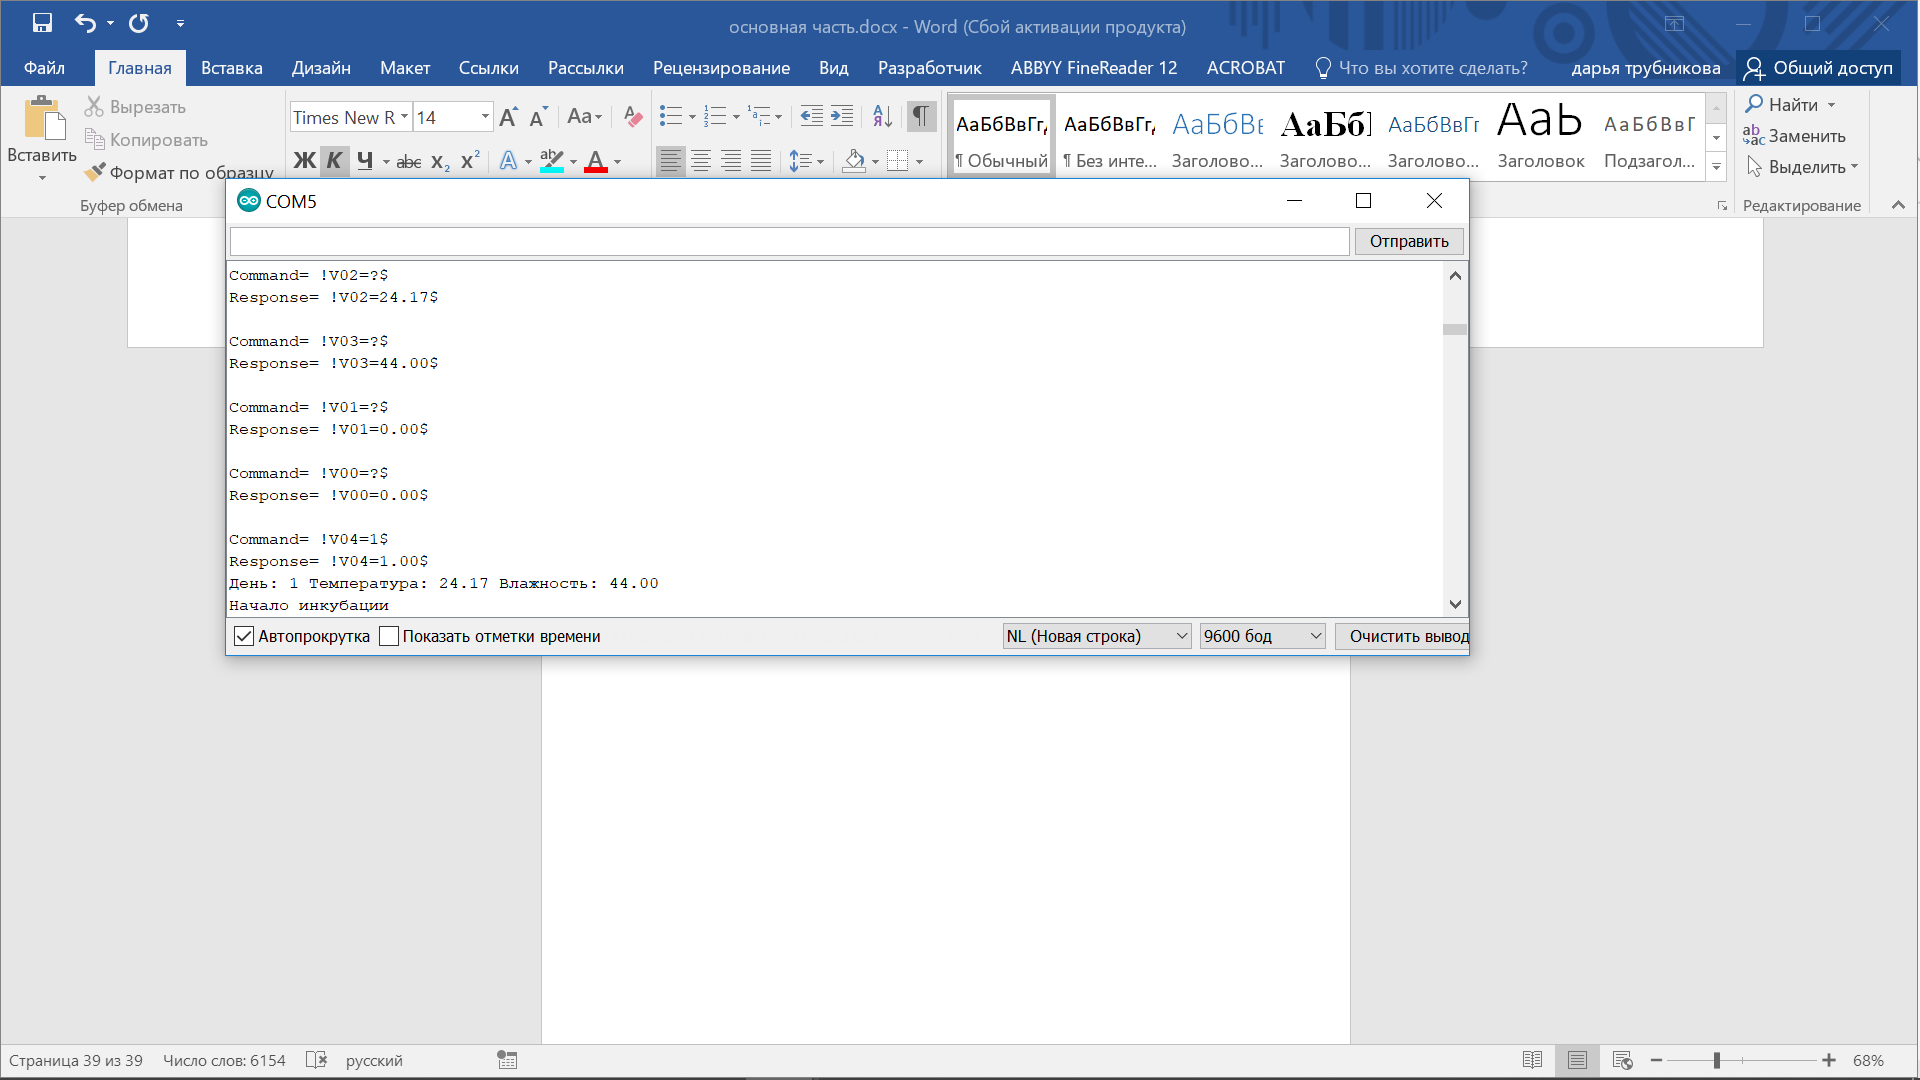 основная часть.docx - Word (Сбой активации продукта)
Файл Главная Вставка Дизайн Макет Ссылки Рассылки Рецензирование Вид Разработчик ABBYY FineReader 12 ACROBAT Что вы хотите сделать? дарья трубникова Общий доступ
Вставить
Вырезать
Копировать
Формат по образцу
Буфер обмена
Times New R 14 Aa
Ж К Ч abc X₂ X² A ab A
АаБбВвГг, АаБбВвГг, АаБбВв АаБб АаБбВвГг АаЬ АаБбВвГ
¶ Обычный ¶ Без инте... Заголово... Заголово... Заголово... Заголовок Подзагол...
Найти
Заменить
Выделить
Редактирование
COM5
Отправить
Command= !V02=?$
Response= !V02=24.17$
Command= !V03=?$
Response= !V03=44.00$
Command= !V01=?$
Response= !V01=0.00$
Command= !V00=?$
Response= !V00=0.00$
Command= !V04=1$
Response= !V04=1.00$
День: 1 Температура: 24.17 Влажность: 44.00
Начало инкубации
Автопрокрутка Показать отметки времени NL (Новая строка) 9600 бод Очистить вывод
Страница 39 из 39 Число слов: 6154 русский 68%